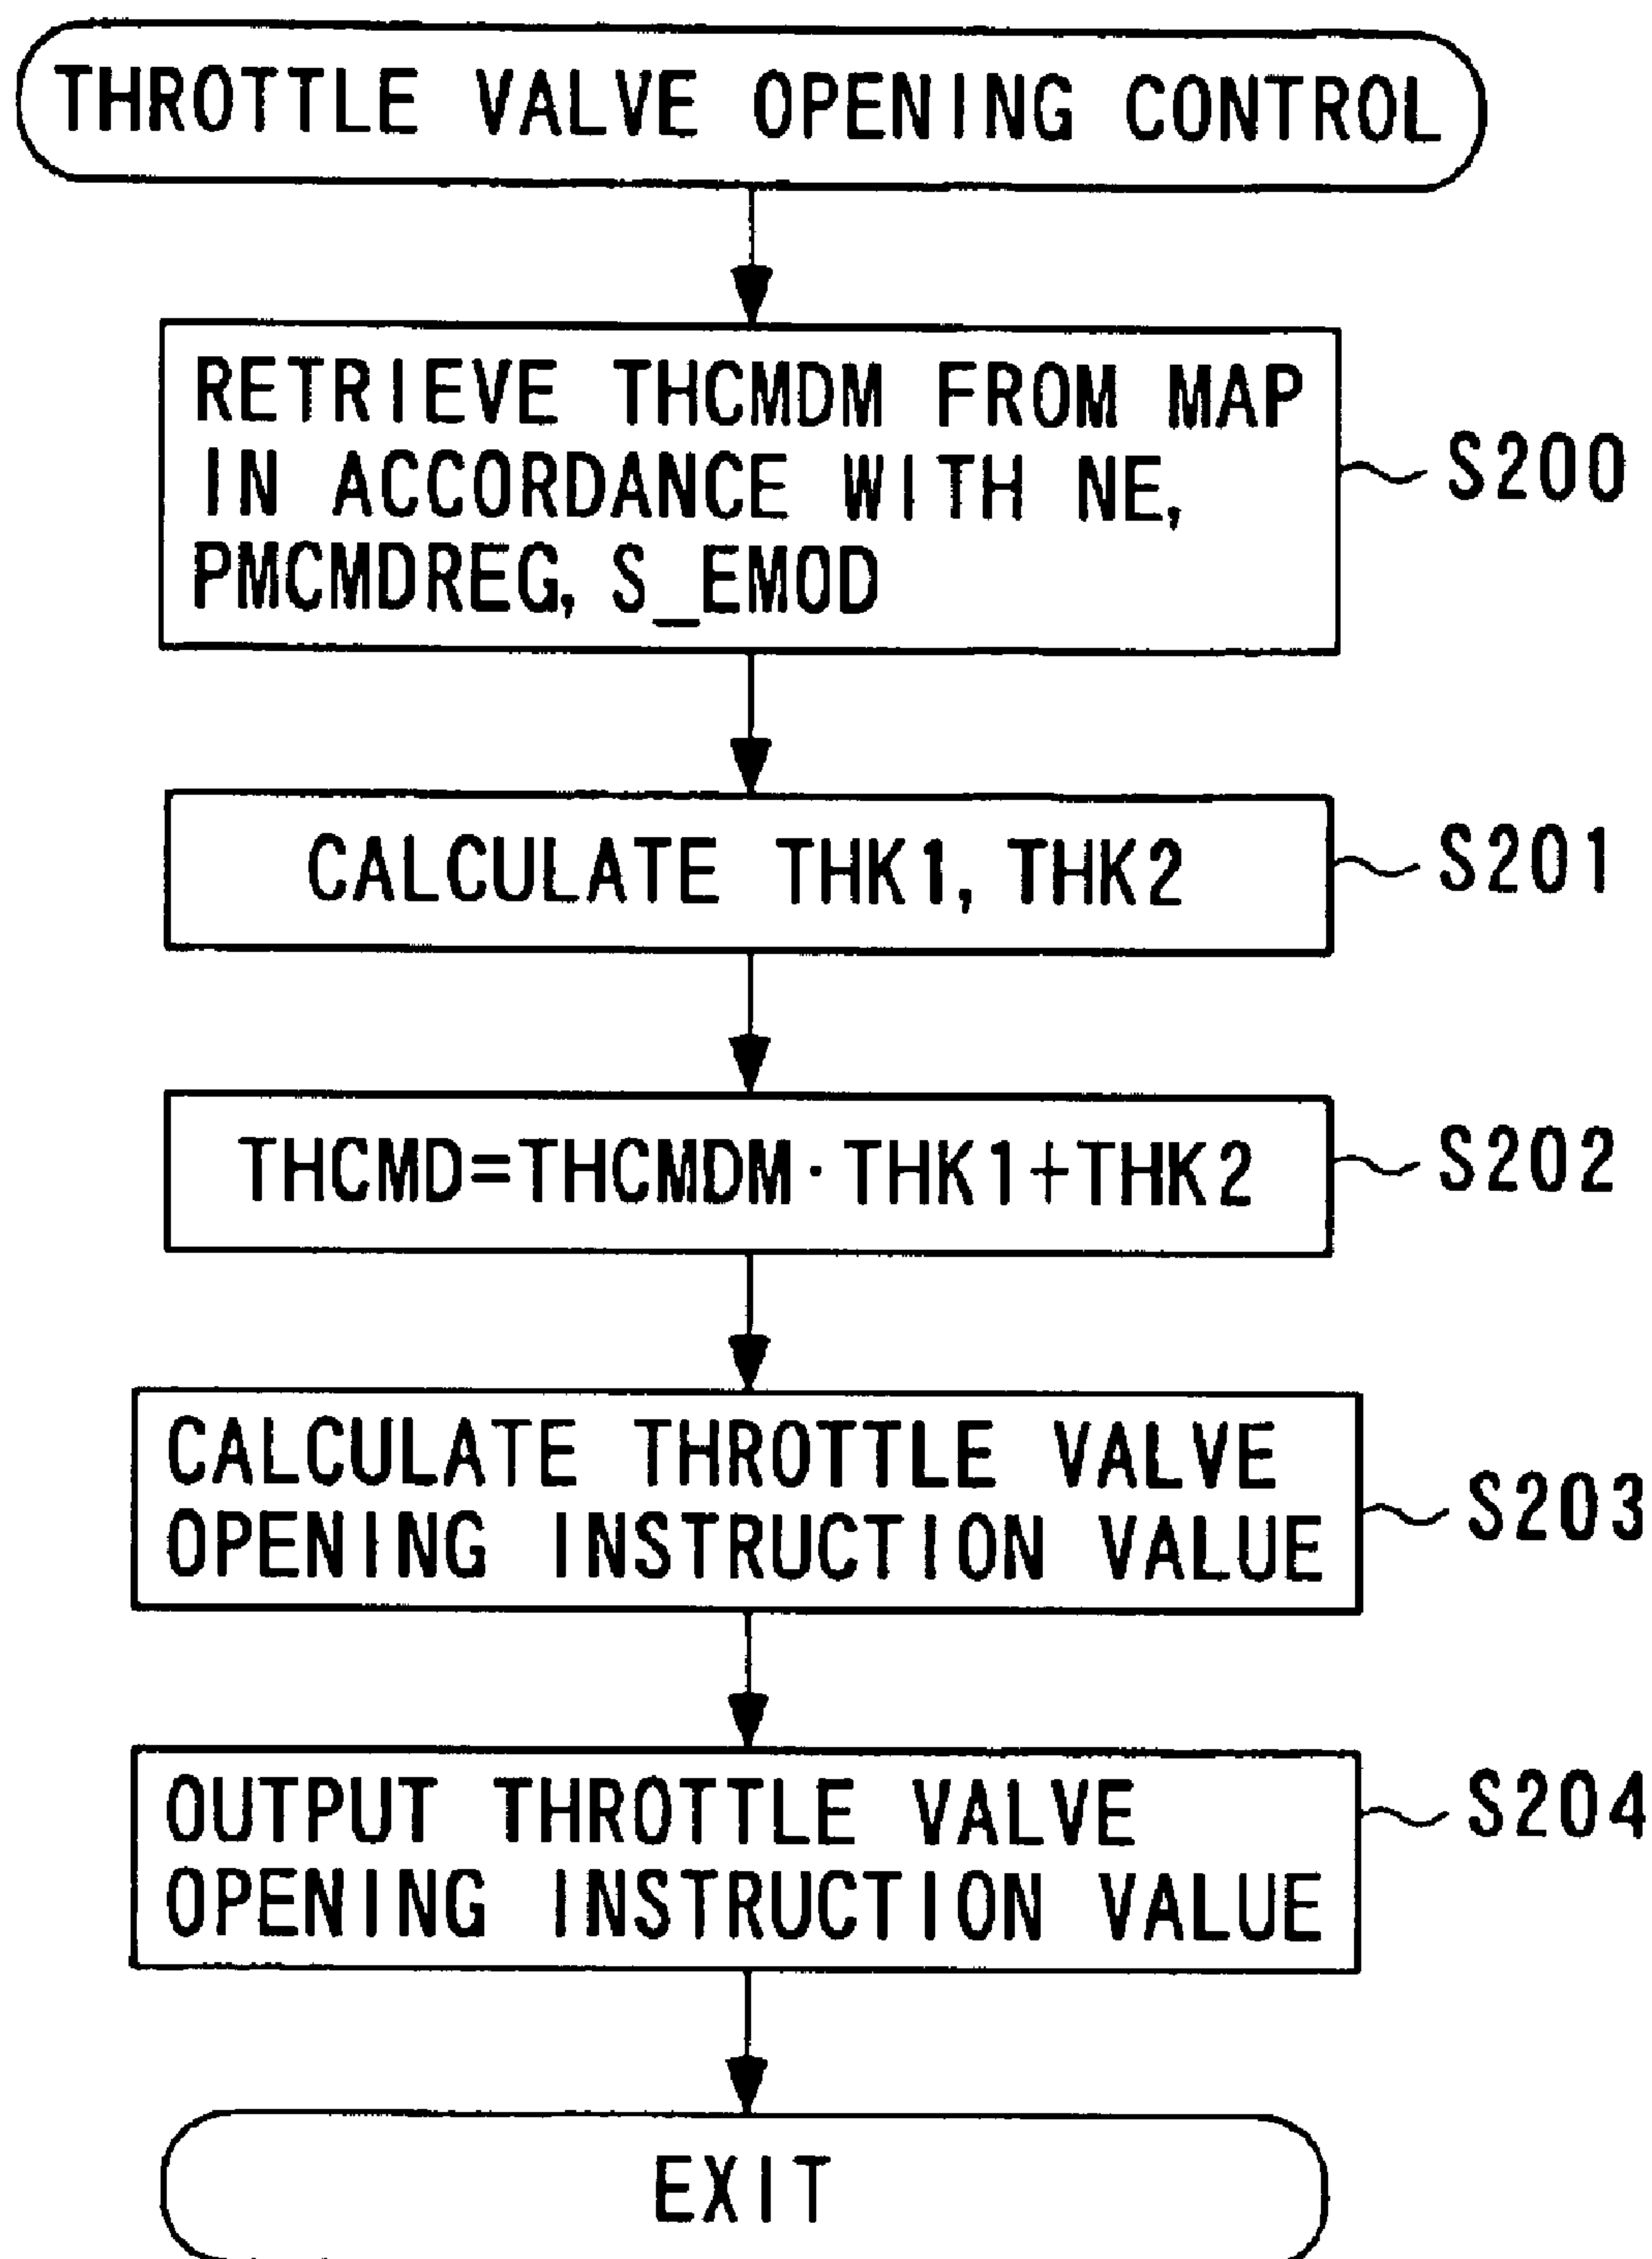 THROTTLE VALVE OPENING CONTROL
RETRIEVE THCMDM FROM MAP
IN ACCORDANCE WITH NE,
PMCMDREG, S_EMOD
S200
CALCULATE THK1, THK2
S201
THCMD=THCMDM·THK1+THK2
S202
CALCULATE THROTTLE VALVE
OPENING INSTRUCTION VALUE
S203
OUTPUT THROTTLE VALVE
OPENING INSTRUCTION VALUE
S204
EXIT